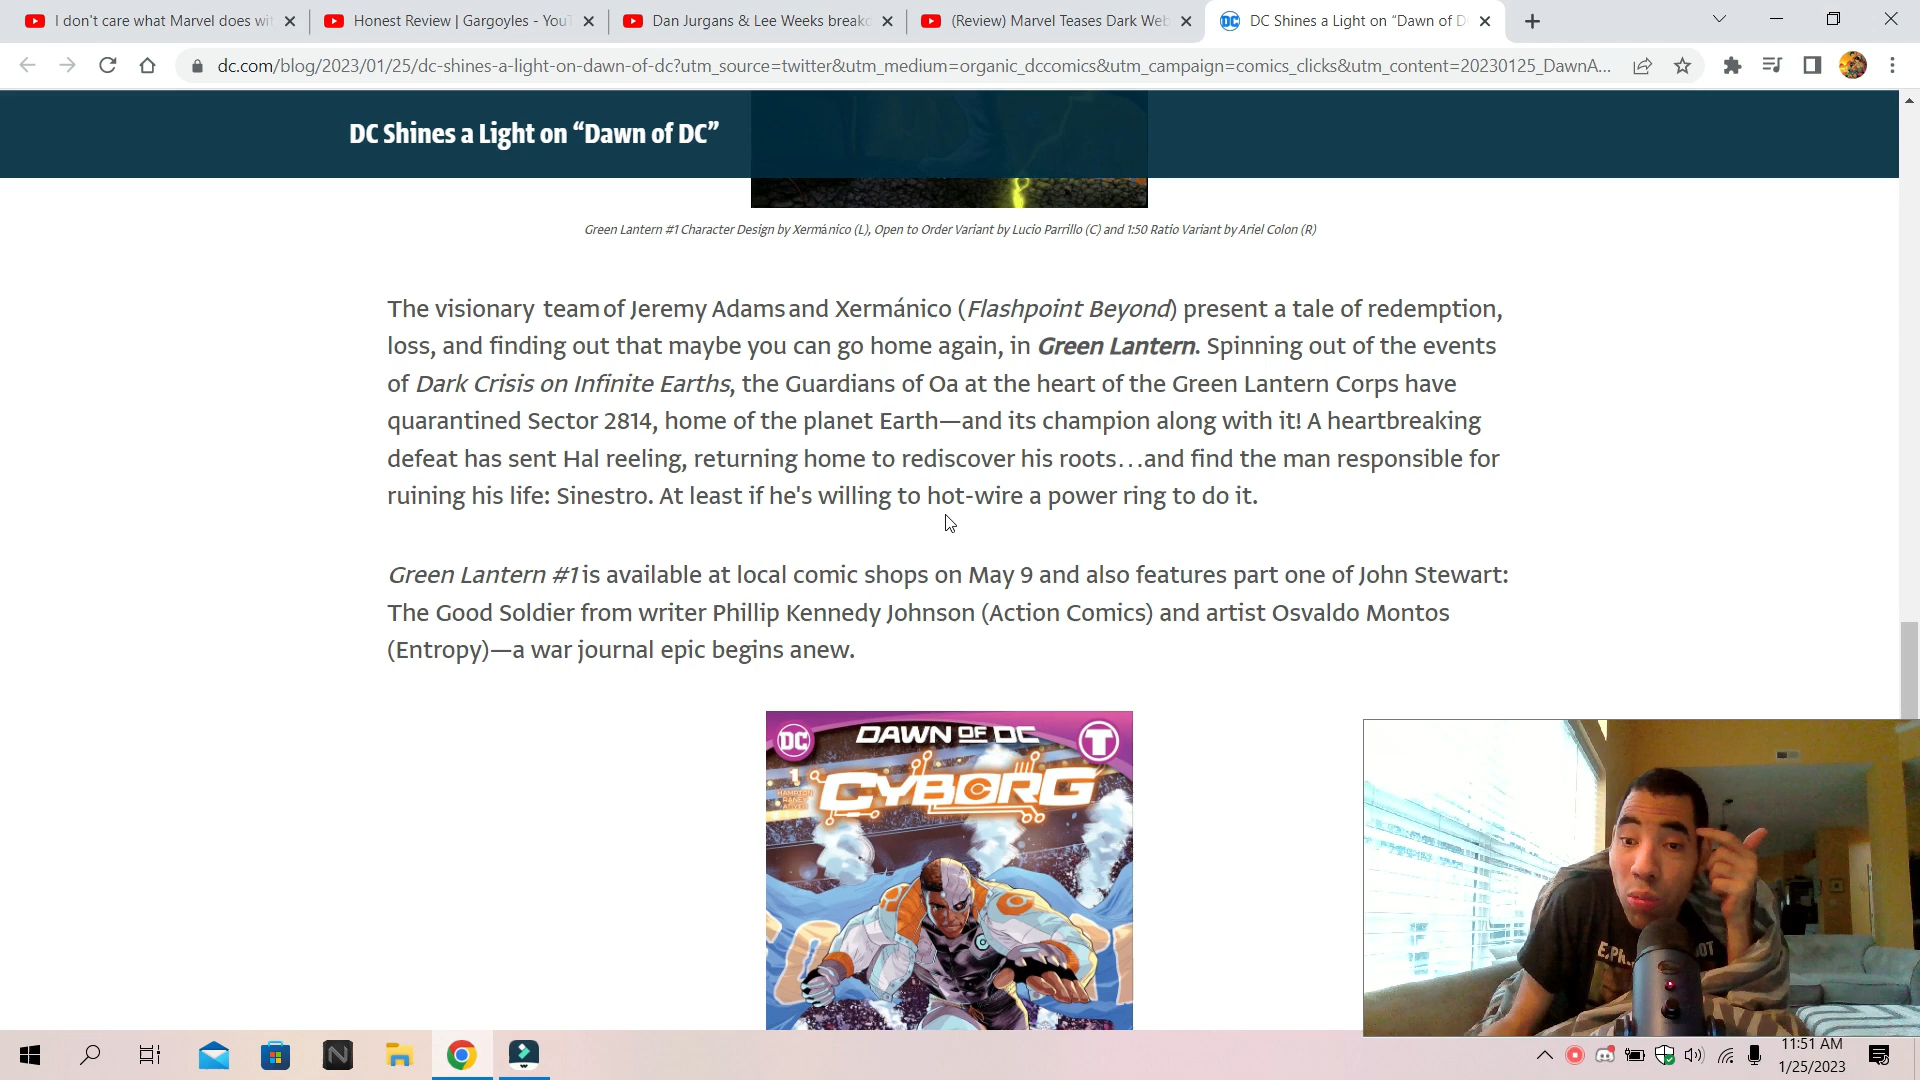 I don't care what Marvel does wi
Honest Review | Gargoyles - YouT
Dan Jurgans & Lee Weeks breakd
(Review) Marvel Teases Dark Web
DC Shines a Light on “Dawn of D
dc.com/blog/2023/01/25/dc-shines-a-light-on-dawn-of-dc?utm_source=twitter&utm_medium=organic_dccomics&utm_campaign=comics_clicks&utm_content=20230125_DawnA...
DC Shines a Light on “Dawn of DC”
Green Lantern #1 Character Design by Xermánico (L), Open to Order Variant by Lucio Parrillo (C) and 1:50 Ratio Variant by Ariel Colon (R)
The visionary team of Jeremy Adams and Xermánico (Flashpoint Beyond) present a tale of redemption,
loss, and finding out that maybe you can go home again, in Green Lantern. Spinning out of the events
of Dark Crisis on Infinite Earths, the Guardians of Oa at the heart of the Green Lantern Corps have
quarantined Sector 2814, home of the planet Earth—and its champion along with it! A heartbreaking
defeat has sent Hal reeling, returning home to rediscover his roots…and find the man responsible for
ruining his life: Sinestro. At least if he's willing to hot-wire a power ring to do it.
Green Lantern #1 is available at local comic shops on May 9 and also features part one of John Stewart:
The Good Soldier from writer Phillip Kennedy Johnson (Action Comics) and artist Osvaldo Montos
(Entropy)—a war journal epic begins anew.
DC
DAWN OF DC
T
1
CYBORG
HAMPTON
11:51 AM
1/25/2023